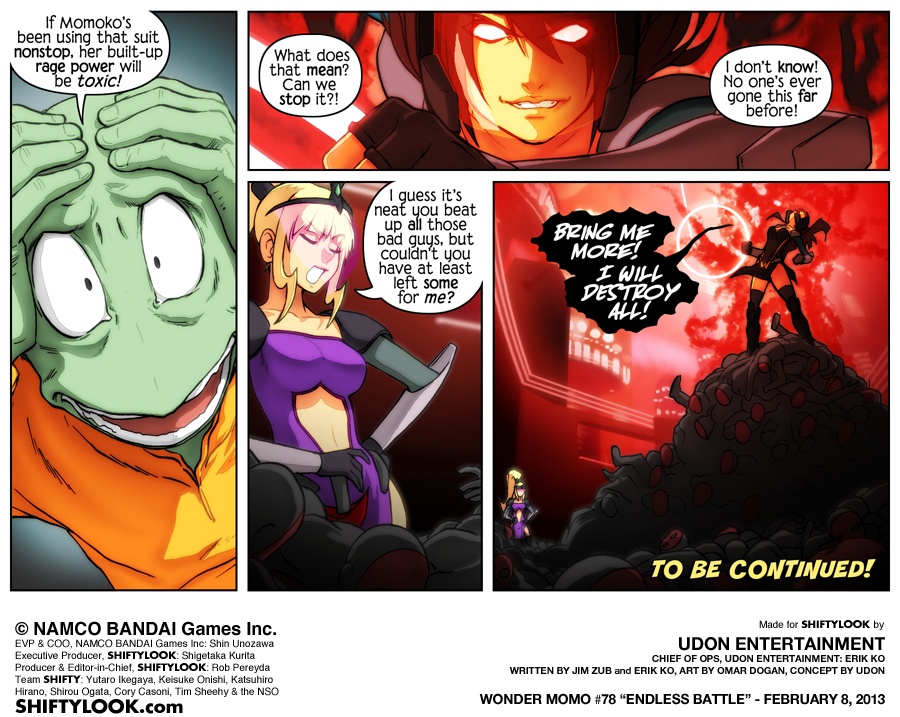 If Momoko's
been using that suit
nonstop, her built-up
rage power will
be toxic!
What does
that mean?
Can we
stop it?!
I don't know!
No one's ever
gone this far
before!
I guess it's
neat you beat
up all those
bad guys, but
couldn't you
have at least
left some
for me?
BRING ME
MORE!
I WILL
DESTROY
ALL!
TO BE CONTINUED!
© NAMCO BANDAI Games Inc.
EVP & COO, NAMCO BANDAI Games Inc: Shin Unozawa
Executive Producer, SHIFTYLOOK: Shigetaka Kurita
Producer & Editor-in-Chief, SHIFTYLOOK: Rob Pereyda
Team SHIFTY: Yutaro Ikegaya, Keisuke Onishi, Katsuhiro
Hirano, Shirou Ogata, Cory Casoni, Tim Sheehy & the NSO
SHIFTYLOOK.com
Made for SHIFTYLOOK by
UDON ENTERTAINMENT
CHIEF OF OPS, UDON ENTERTAINMENT: ERIK KO
WRITTEN BY JIM ZUB and ERIK KO, ART BY OMAR DOGAN, CONCEPT BY UDON
WONDER MOMO #78 “ENDLESS BATTLE” - FEBRUARY 8, 2013